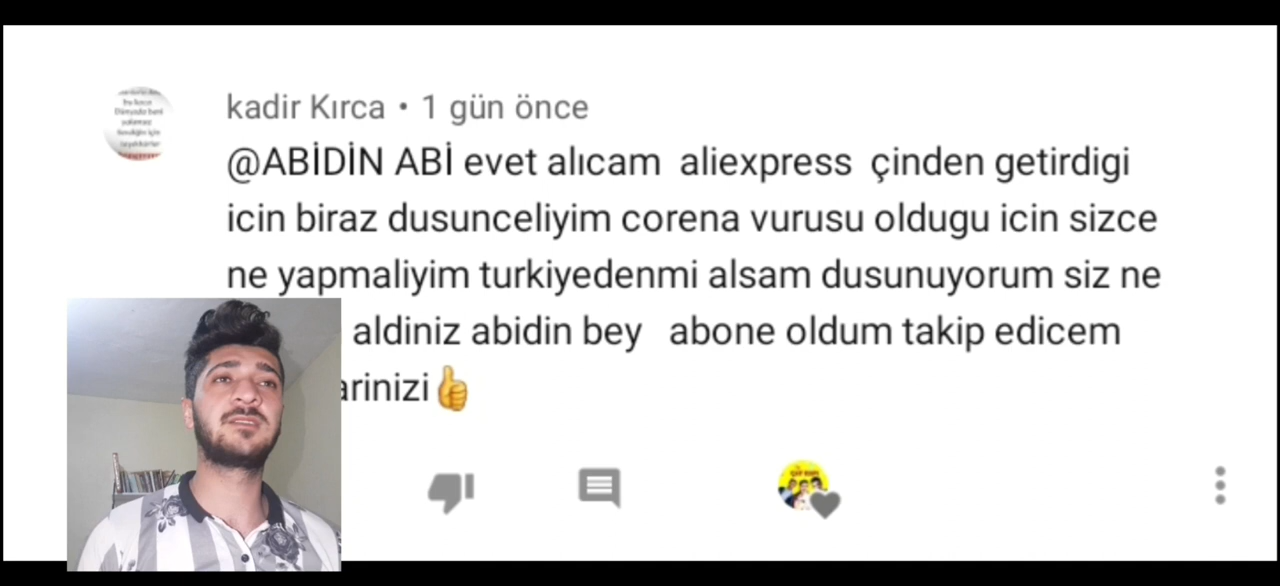 kadir Kırca • 1 gün önce
@ABİDİN ABİ evet alıcam aliexpress çinden getirdigi
icin biraz dusunceliyim corena vurusu oldugu icin sizce
ne yapmaliyim turkiyedenmi alsam dusunuyorum siz ne
aldiniz abidin bey abone oldum takip edicem
arinizi👍